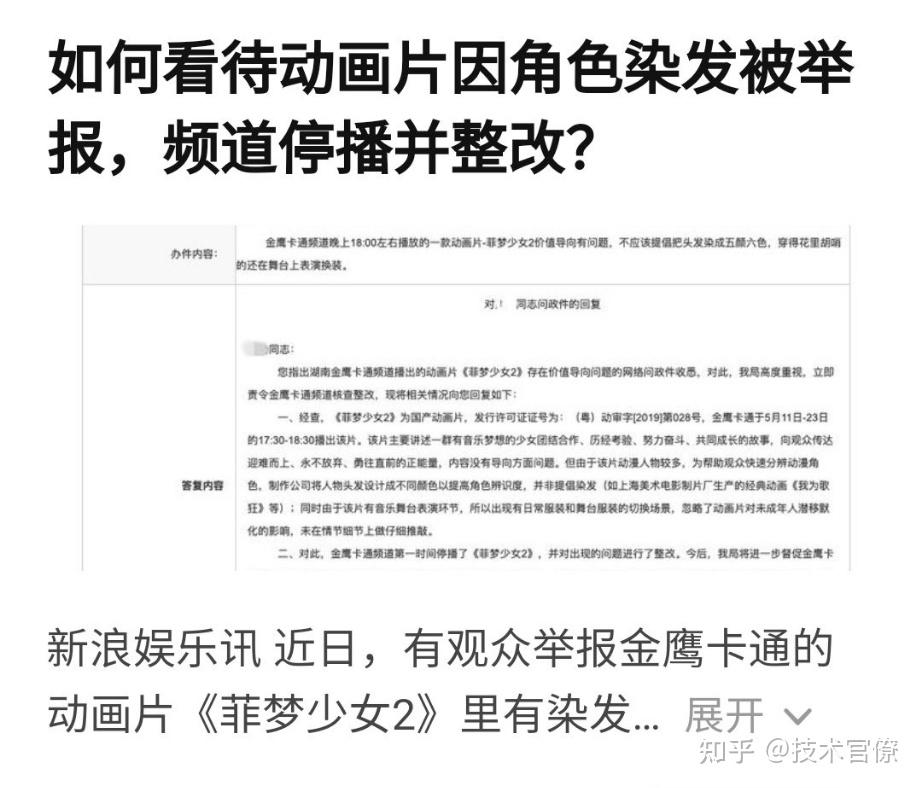 如何看待动画片因角色染发被举
报，频道停播并整改？
办件内容：
金鹰卡通频道晚上18:00左右播放的一款动画片-菲梦少女2价值导向有问题，不应该提倡把头发染成五颜六色，穿得花里胡哨
的还在舞台上表演换装。
对 同志问政件的回复
同志：
您指出湖南金鹰卡通频道播出的动画片《菲梦少女2》存在价值导向问题的网络问政件收悉，对此，我局高度重视，立即
责令金鹰卡通频道核查整改，现将相关情况向您回复如下：
一、经查，《菲梦少女2》为国产动画片，发行许可证证号为：（粤）动审字[2019]第028号，金鹰卡通于5月11日-23日
的17:30-18:30播出该片。该片主要讲述一群有音乐梦想的少女团结合作、历经考验、努力奋斗、共同成长的故事，向观众传达
迎难而上、永不放弃、勇往直前的正能量，内容没有导向方面问题。但由于该片动漫人物较多，为帮助观众快速分辨动漫角
答复内容
色，制作公司将人物头发设计成不同颜色以提高角色辨识度，并非提倡染发（如上海美术电影制片厂生产的经典动画《我为歌
狂》等）；同时由于该片有音乐舞台表演环节，所以出现有日常服装和舞台服装的切换场景，忽略了动画片对未成年人潜移默
化的影响，未在情节细节上做仔细推敲。
二、对此，金鹰卡通频道第一时间停播了《菲梦少女2》，并对出现的问题进行了整改。今后，我局将进一步督促金鹰卡
新浪娱乐讯 近日，有观众举报金鹰卡通的
动画片《菲梦少女2》里有染发... 展开
知乎 @技术官僚